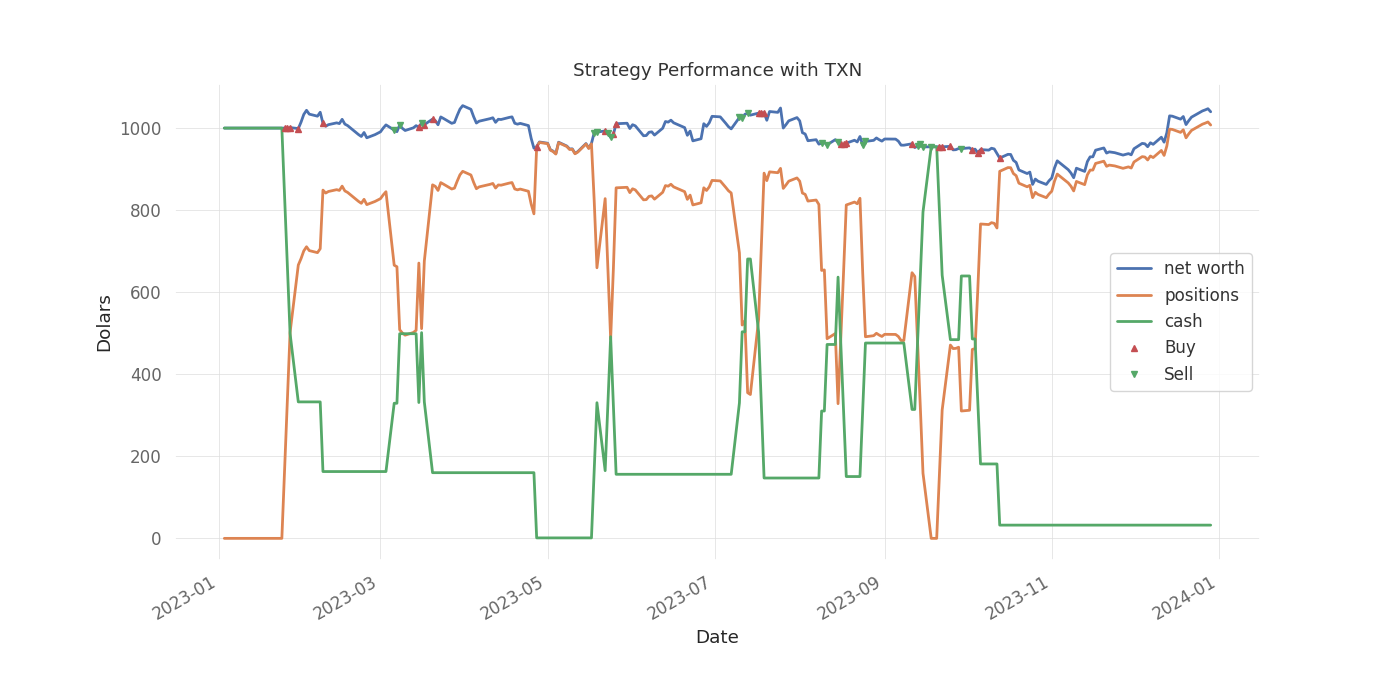 Strategy Performance with TXN
Dolars
1000
800
600
400
200
0
net worth
positions
cash
Buy
Sell
2023-01
2023-03
2023-05
2023-07
2023-09
2023-11
2024-01
Date